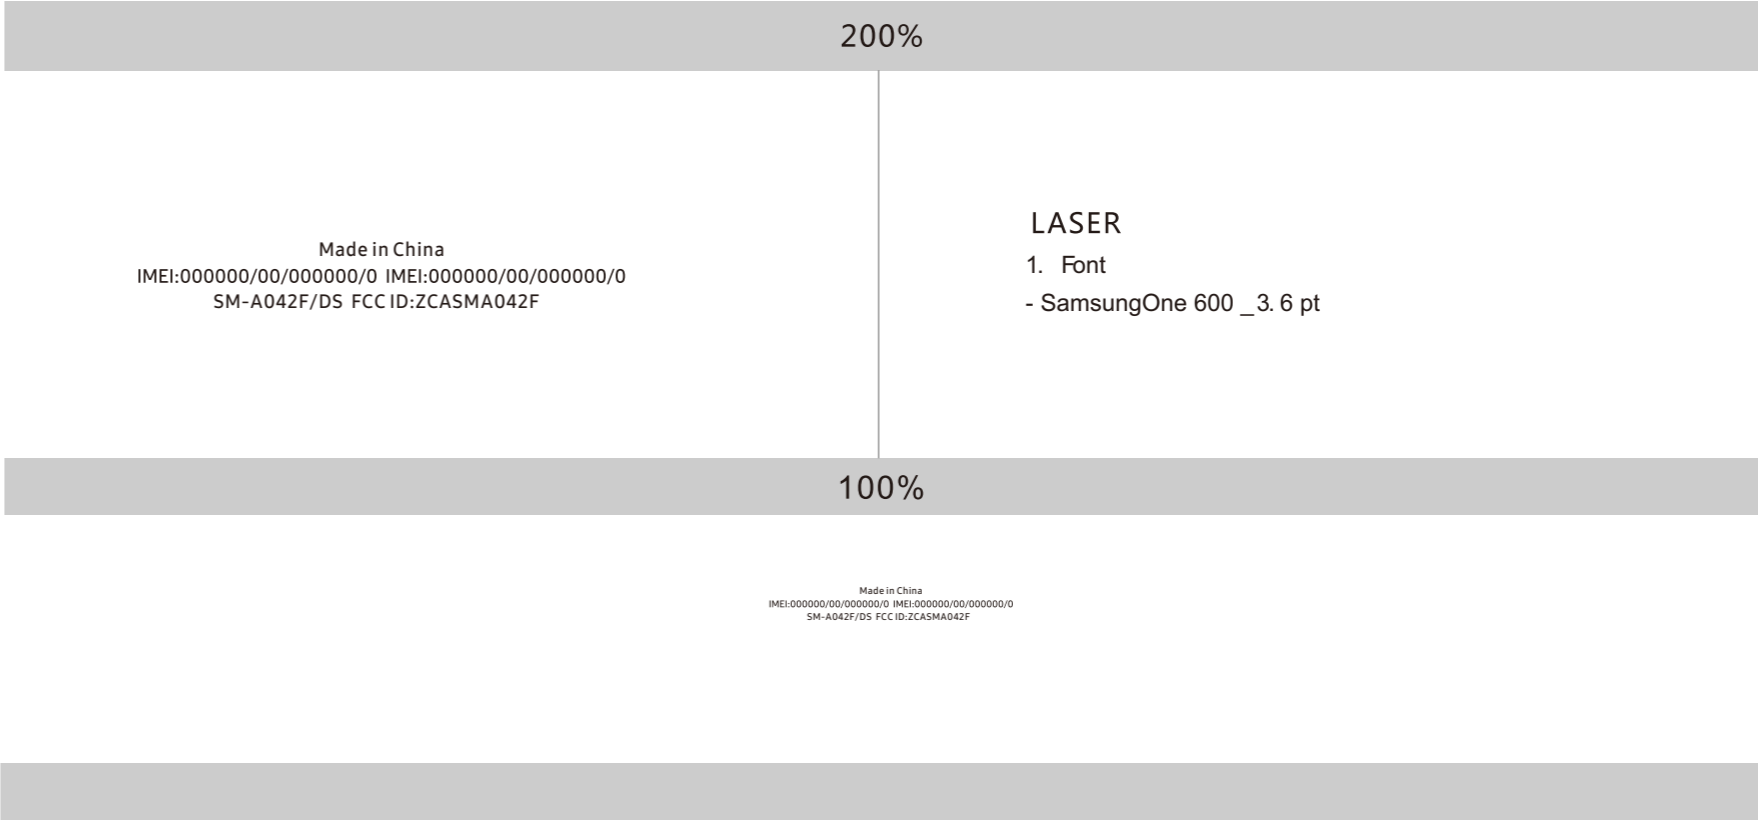 200%
Made in China
IMEI:000000/00/000000/0 IMEI:000000/00/000000/0
SM-A042F/DS FCC ID:ZCASMA042F
LASER
1. Font
- SamsungOne 600 _3. 6 pt
100%
Made in China
IMEI:000000/00/000000/0 IMEI:000000/00/000000/0
SM-A042F/DS FCC ID:ZCASMA042F